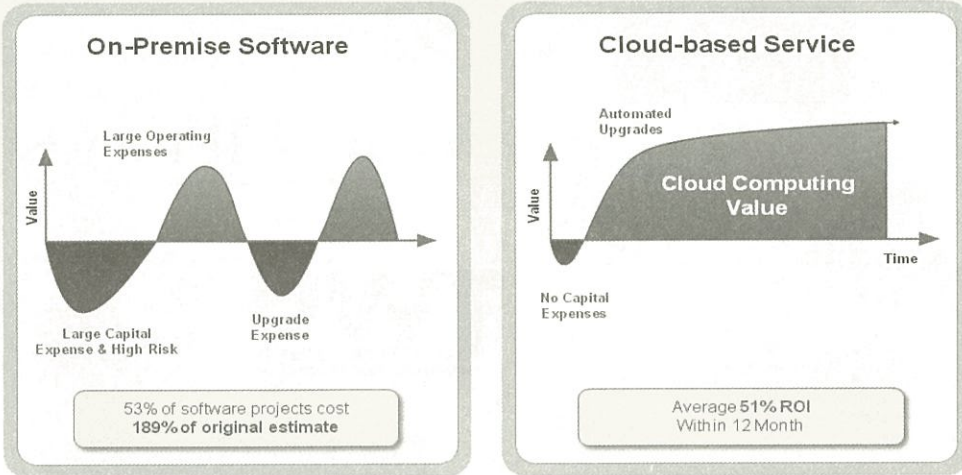 On-Premise Software
Large Operating
Expenses
Value
Large Capital
Expense & High Risk
Upgrade
Expense
53% of software projects cost
189% of original estimate
Cloud-based Service
Automated
Upgrades
Value
Cloud Computing
Value
Time
No Capital
Expenses
Average 51% ROI
Within 12 Month